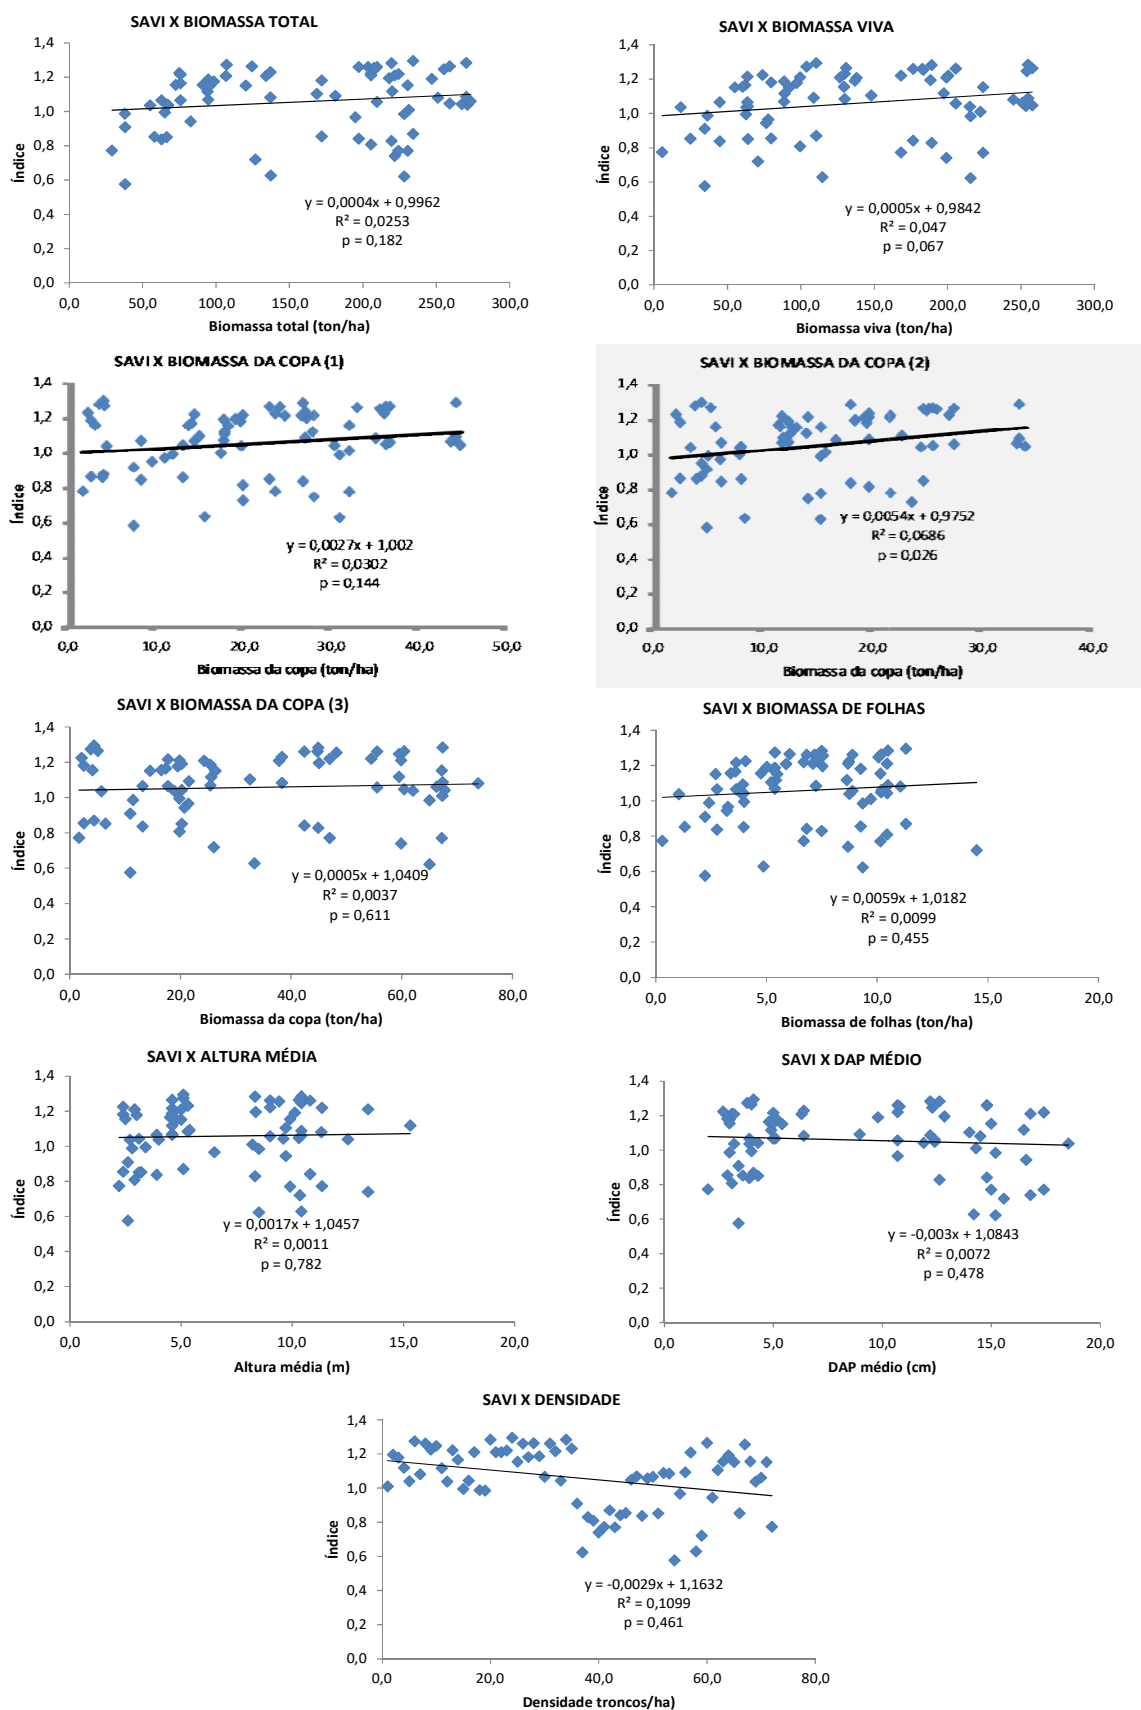 SAVI X BIOMASSA TOTAL
1,4
1,2
1,0
0,8
0,6
0,4
0,2
0,0
Índice
y = 0,0004x + 0,9962
R² = 0,0253
p = 0,182
0,0 50,0 100,0 150,0 200,0 250,0 300,0
Biomassa total (ton/ha)
SAVI X BIOMASSA VIVA
1,4
1,2
1,0
0,8
0,6
0,4
0,2
0,0
Índice
y = 0,0005x + 0,9842
R² = 0,047
p = 0,067
0,0 50,0 100,0 150,0 200,0 250,0 300,0
Biomassa viva (ton/ha)
SAVI X BIOMASSA DA COPA (1)
1,4
1,2
1,0
0,8
0,6
0,4
0,2
0,0
Índice
y = 0,0027x + 1,002
R² = 0,0302
p = 0,144
0,0 10,0 20,0 30,0 40,0 50,0
Biomassa da copa (ton/ha)
SAVI X BIOMASSA DA COPA (2)
1,4
1,2
1,0
0,8
0,6
0,4
0,2
0,0
Índice
y = 0,0054x + 0,9752
R² = 0,0686
p = 0,026
0,0 10,0 20,0 30,0 40,0
Biomassa da copa (ton/ha)
SAVI X BIOMASSA DA COPA (3)
1,4
1,2
1,0
0,8
0,6
0,4
0,2
0,0
Índice
y = 0,0005x + 1,0409
R² = 0,0037
p = 0,611
0,0 20,0 40,0 60,0 80,0
Biomassa da copa (ton/ha)
SAVI X BIOMASSA DE FOLHAS
1,4
1,2
1,0
0,8
0,6
0,4
0,2
0,0
Índice
y = 0,0059x + 1,0182
R² = 0,0099
p = 0,455
0,0 5,0 10,0 15,0 20,0
Biomassa de folhas (ton/ha)
SAVI X ALTURA MÉDIA
1,4
1,2
1,0
0,8
0,6
0,4
0,2
0,0
Índice
y = 0,0017x + 1,0457
R² = 0,0011
p = 0,782
0,0 5,0 10,0 15,0 20,0
Altura média (m)
SAVI X DAP MÉDIO
1,4
1,2
1,0
0,8
0,6
0,4
0,2
0,0
Índice
y = -0,003x + 1,0843
R² = 0,0072
p = 0,478
0,0 5,0 10,0 15,0 20,0
DAP médio (cm)
SAVI X DENSIDADE
1,4
1,2
1,0
0,8
0,6
0,4
0,2
0,0
Índice
y = -0,0029x + 1,1632
R² = 0,1099
p = 0,461
0,0 20,0 40,0 60,0 80,0
Densidade troncos/ha)